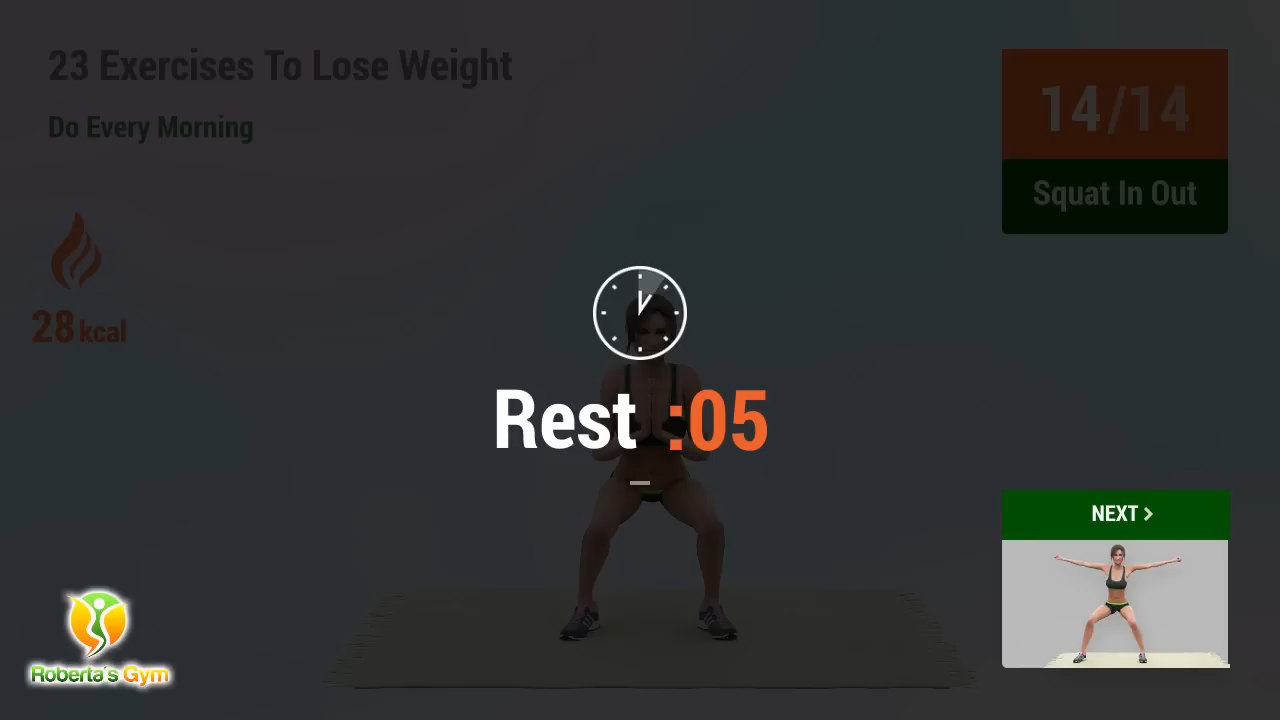 23 Exercises To Lose Weight
Do Every Morning
14/14
Squat In Out
28 kcal
Rest :05
NEXT >
Roberta's Gym